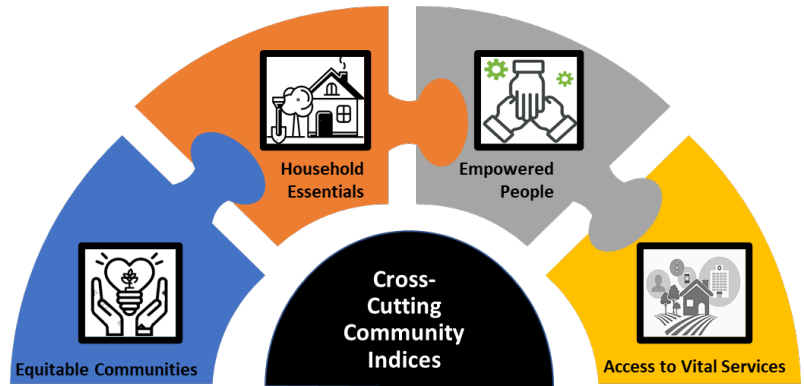 Household
Essentials
Empowered
People
Equitable Communities
Cross-
Cutting
Community
Indices
Access to Vital Services